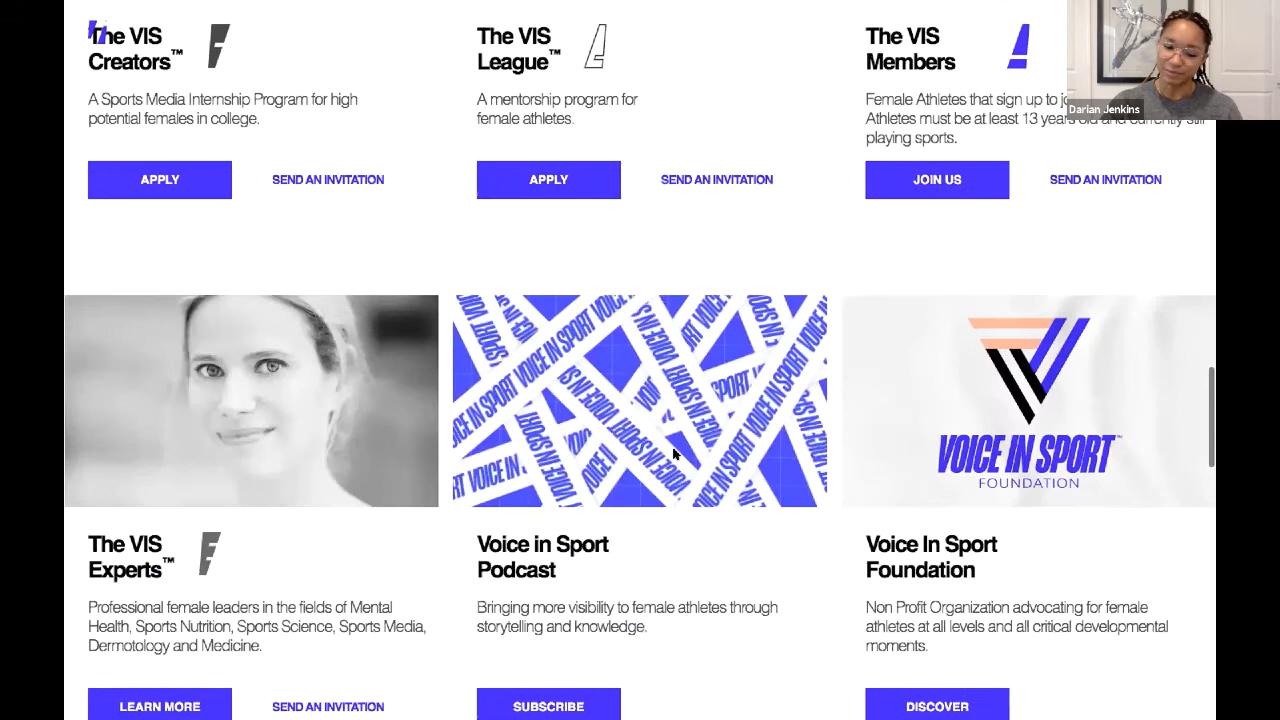 The VIS
Creators™
A Sports Media Internship Program for high
potential females in college.
APPLY
SEND AN INVITATION
The VIS
League™
A mentorship program for
female athletes.
APPLY
SEND AN INVITATION
The VIS
Members
Female Athletes that sign up to
Athletes must be at least 13 years old and currently still
playing sports.
JOIN US
SEND AN INVITATION
Darian Jenkins
VOICE IN SPORT
VOICE IN SPORT™
FOUNDATION
The VIS
Experts™
Professional female leaders in the fields of Mental
Health, Sports Nutrition, Sports Science, Sports Media,
Dermotology and Medicine.
LEARN MORE
SEND AN INVITATION
Voice in Sport
Podcast
Bringing more visibility to female athletes through
storytelling and knowledge.
SUBSCRIBE
Voice In Sport
Foundation
Non Profit Organization advocating for female
athletes at all levels and all critical developmental
moments.
DISCOVER